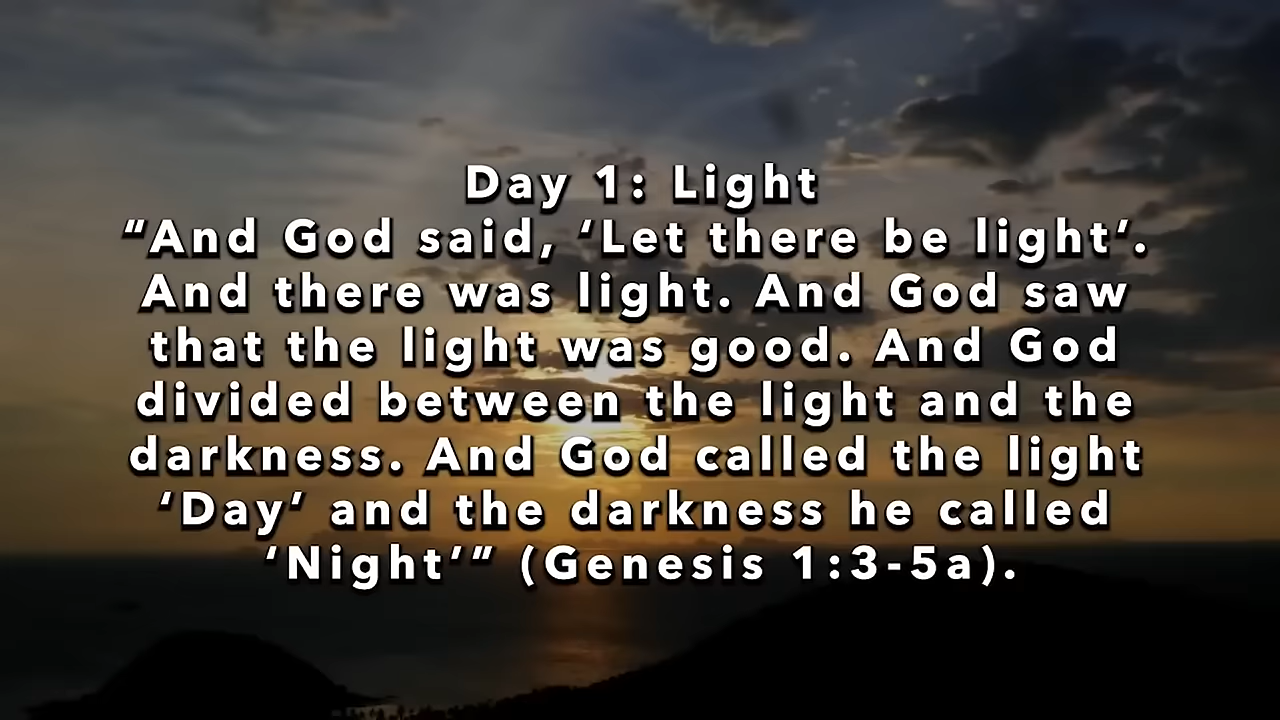 Day 1: Light
“And God said, ‘Let there be light’.
And there was light. And God saw
that the light was good. And God
divided between the light and the
darkness. And God called the light
‘Day’ and the darkness he called
‘Night’” (Genesis 1:3-5a).